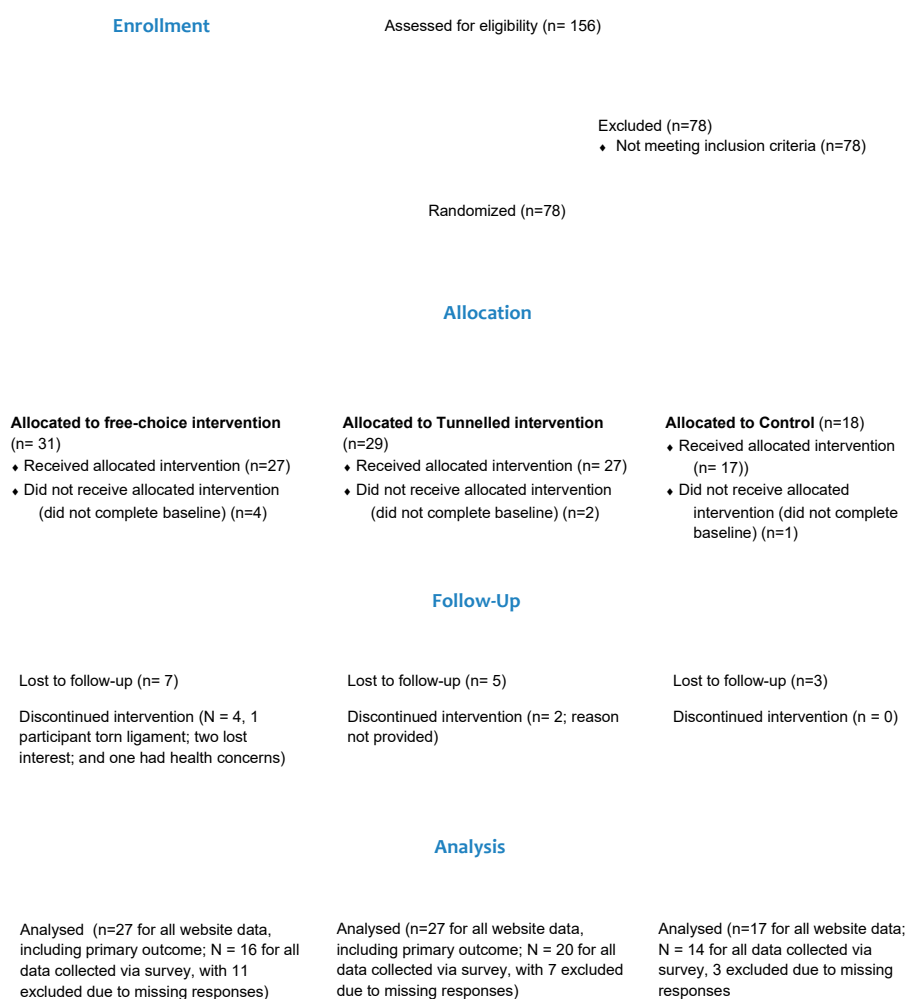 Enrollment
Assessed for eligibility (n= 156)
Excluded (n=78)
♦ Not meeting inclusion criteria (n=78)
Randomized (n=78)
Allocation
Allocated to free-choice intervention
(n= 31)
♦ Received allocated intervention (n=27)
♦ Did not receive allocated intervention
(did not complete baseline) (n=4)
Allocated to Tunnelled intervention
(n=29)
♦ Received allocated intervention (n= 27)
♦ Did not receive allocated intervention
(did not complete baseline) (n=2)
Allocated to Control (n=18)
♦ Received allocated intervention
(n= 17))
♦ Did not receive allocated
intervention (did not complete
baseline) (n=1)
Follow-Up
Lost to follow-up (n= 7)
Discontinued intervention (N = 4, 1
participant torn ligament; two lost
interest; and one had health concerns)
Lost to follow-up (n= 5)
Discontinued intervention (n= 2; reason
not provided)
Lost to follow-up (n=3)
Discontinued intervention (n = 0)
Analysis
Analysed (n=27 for all website data,
including primary outcome; N = 16 for all
data collected via survey, with 11
excluded due to missing responses)
Analysed (n=27 for all website data,
including primary outcome; N = 20 for all
data collected via survey, with 7 excluded
due to missing responses)
Analysed (n=17 for all website data;
N = 14 for all data collected via
survey, 3 excluded due to missing
responses